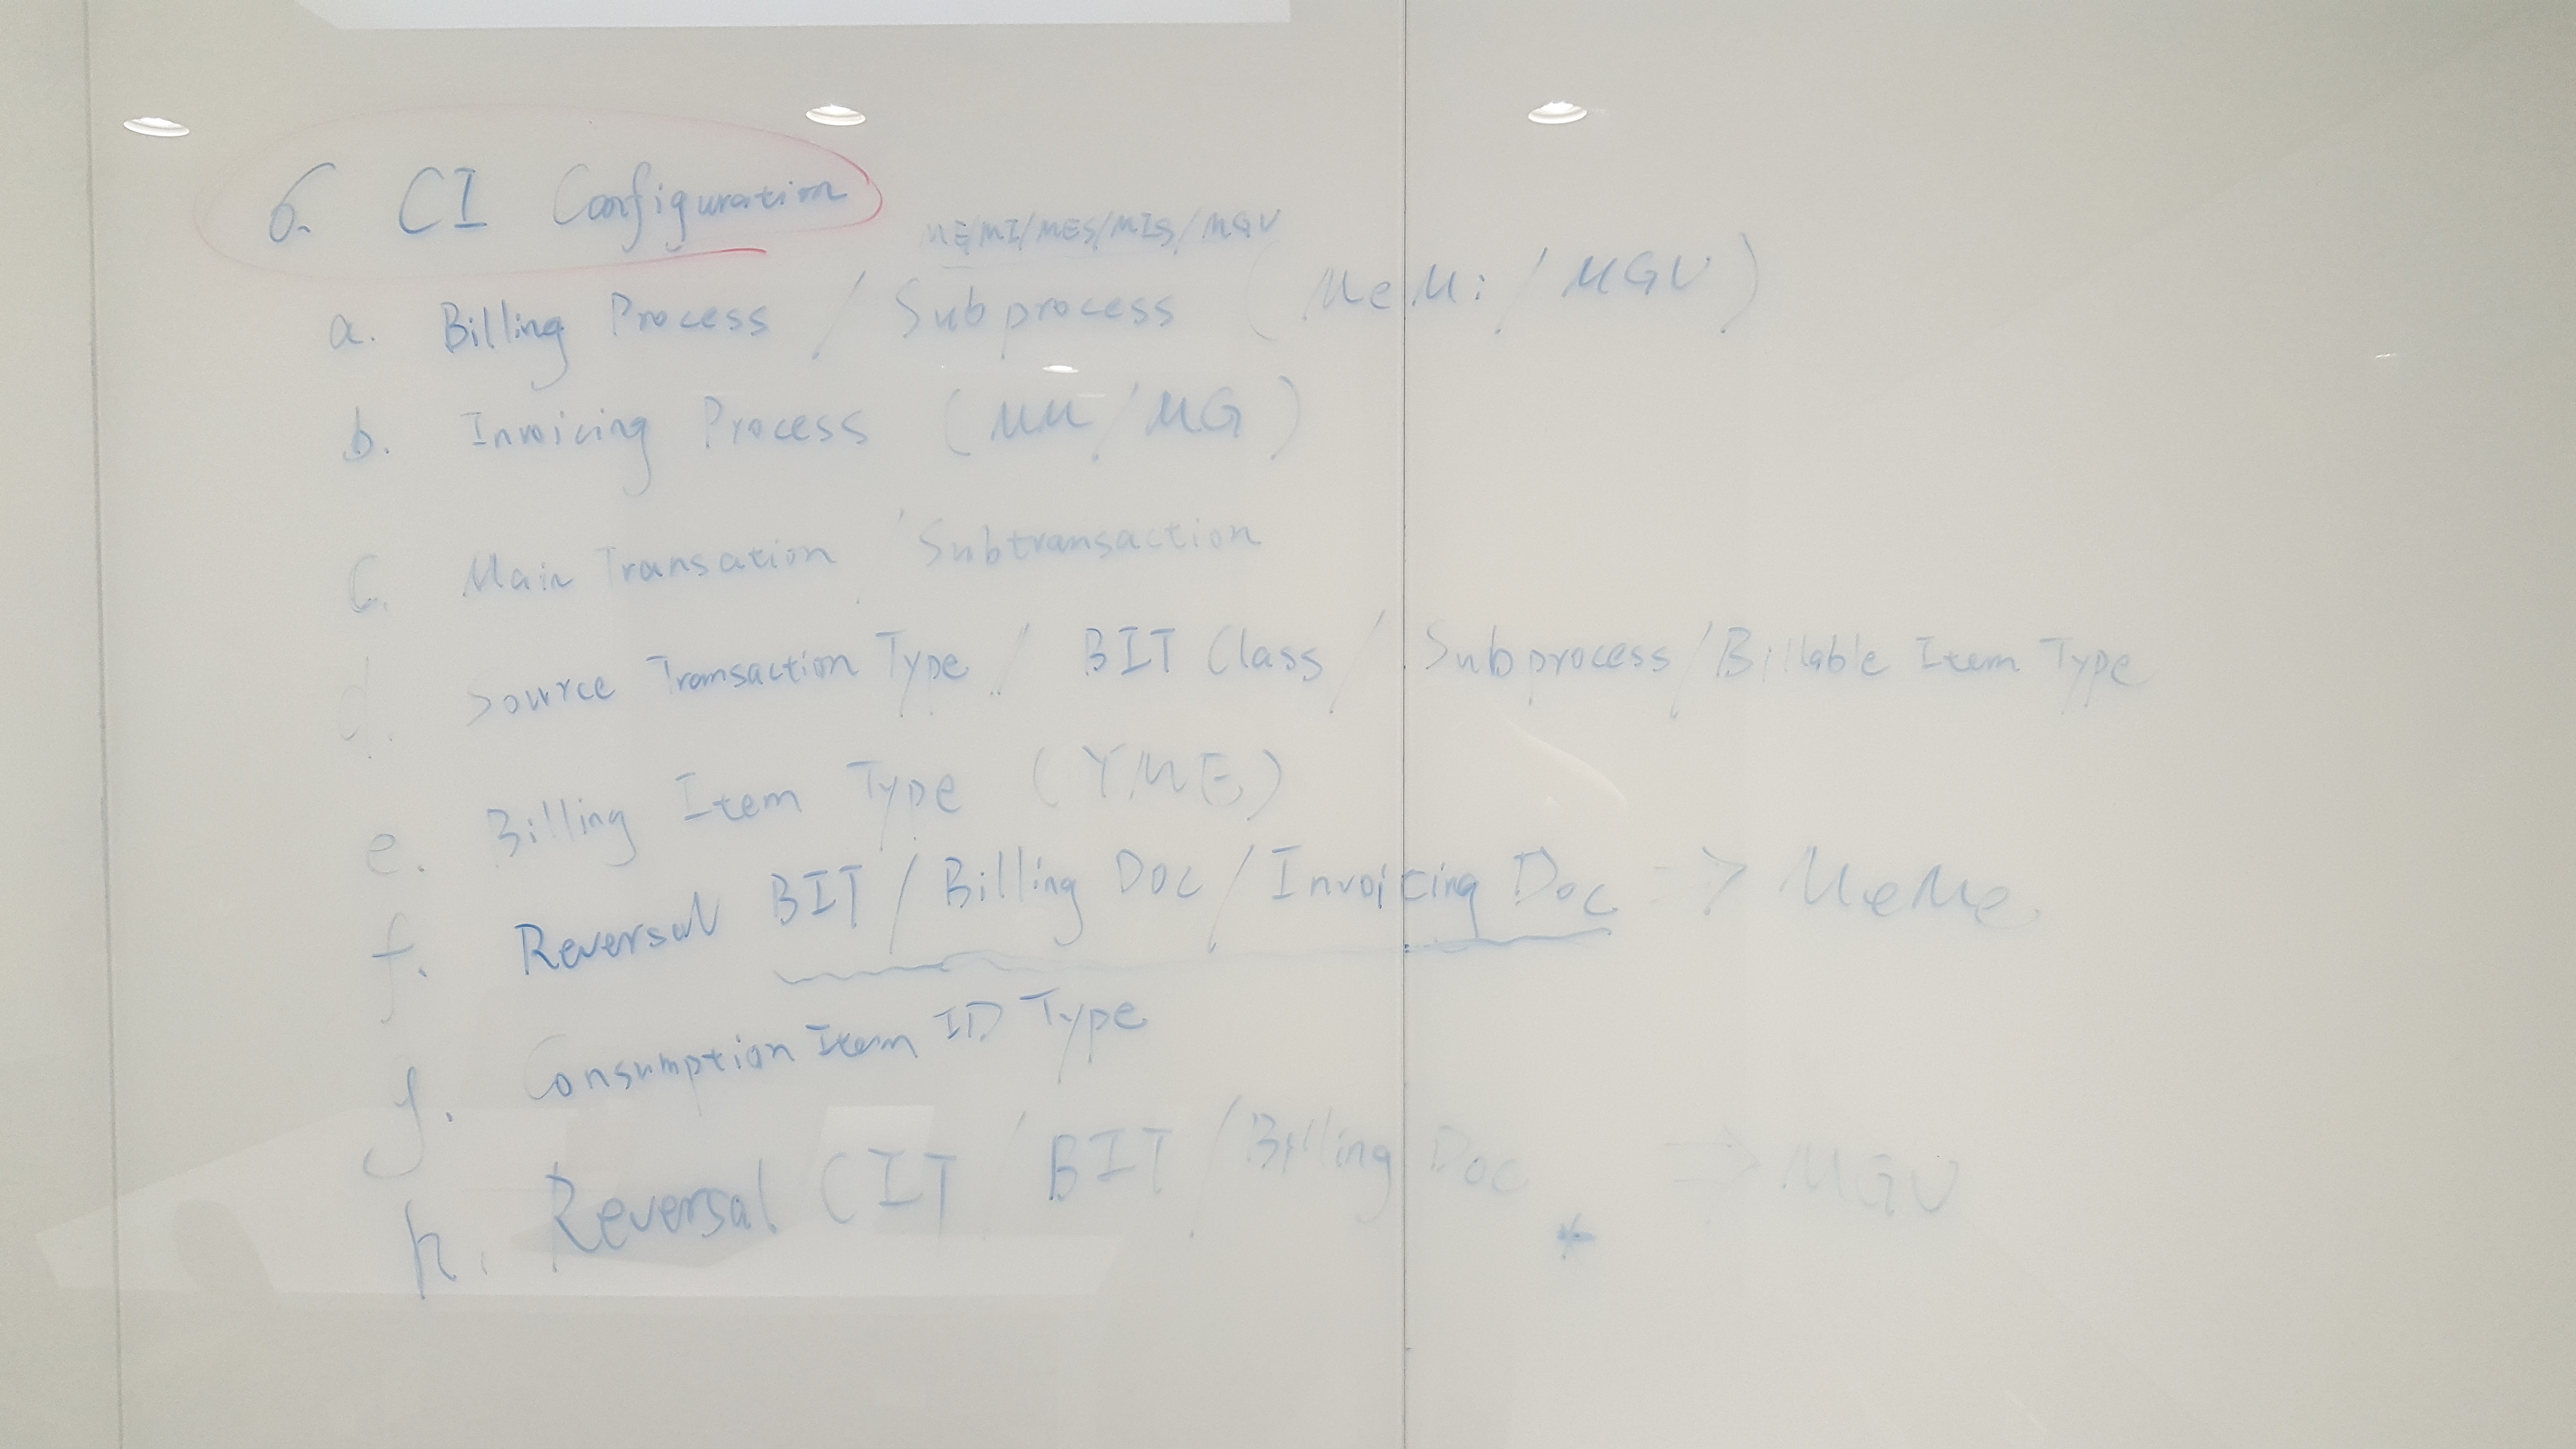 6. CI Configuration
ME/MI/MES/MIS/MGV
a. Billing Process / Subprocess (MeMi/MGV)
b. Invoicing Process (MM/MG)
c. Main Transation / Subtransaction
d. Source Transaction Type / BIT Class / Subprocess / Billable Item Type
e. Billing Item Type (YME)
f. Reversal BIT / Billing Doc / Invoicing Doc => MeMe
g. Consumption Item ID Type
h. Reversal CIT / BIT / Billing Doc * => MGV